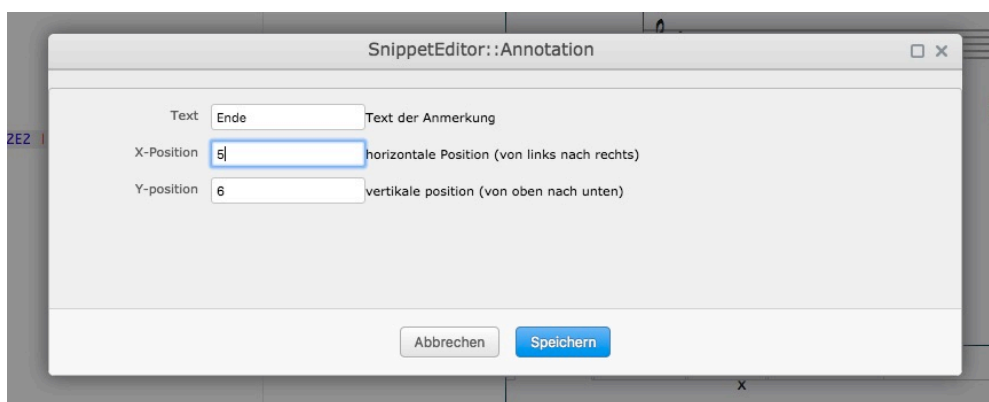 SnippetEditor::Annotation
Text Ende Text der Anmerkung
2E2 |
X-Position 5 horizontale Position (von links nach rechts)
Y-position 6 vertikale position (von oben nach unten)
Abbrechen Speichern
x